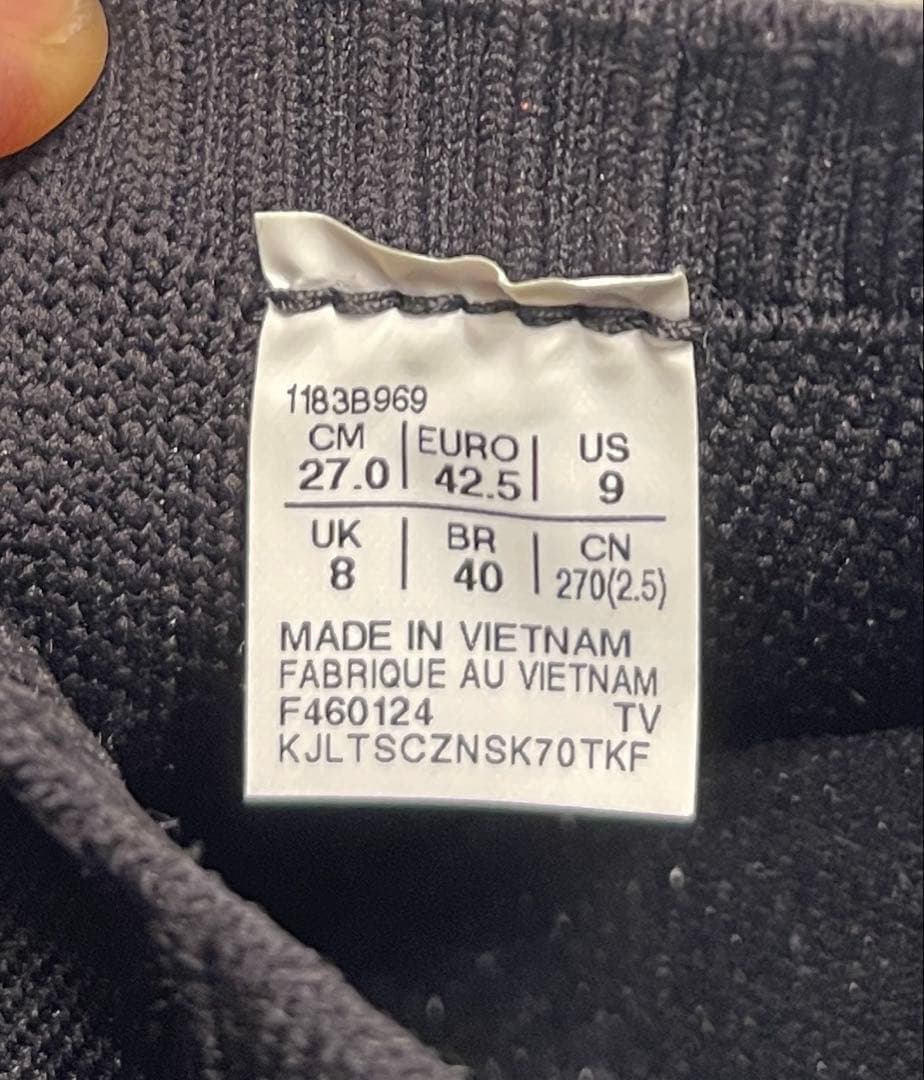 1183B969
CM | EURO | US
27.0 | 42.5 | 9
UK | BR | CN
8 | 40 | 270(2.5)
MADE IN VIETNAM
FABRIQUE AU VIETNAM
F460124 TV
KJLTSCZNSK70TKF